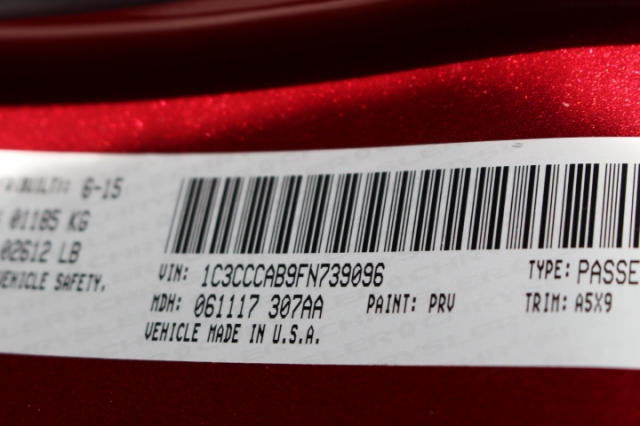 BUILT: 6-15
01185 KG
02612 LB
VEHICLE SAFETY.
VIN: 1C3CCCAB9FN739096
TYPE: PASSE
MDH: 061117 307AA PAINT: PRV TRIM: A5X9
VEHICLE MADE IN U.S.A.